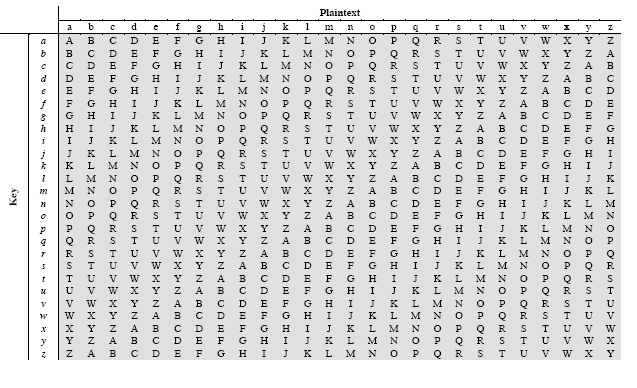 Plaintext
a b c d e f g h i j k l m n o p q r s t u v w x y z
Key
a A B C D E F G H I J K L M N O P Q R S T U V W X Y Z
b B C D E F G H I J K L M N O P Q R S T U V W X Y Z A
c C D E F G H I J K L M N O P Q R S T U V W X Y Z A B
d D E F G H I J K L M N O P Q R S T U V W X Y Z A B C
e E F G H I J K L M N O P Q R S T U V W X Y Z A B C D
f F G H I J K L M N O P Q R S T U V W X Y Z A B C D E
g G H I J K L M N O P Q R S T U V W X Y Z A B C D E F
h H I J K L M N O P Q R S T U V W X Y Z A B C D E F G
i I J K L M N O P Q R S T U V W X Y Z A B C D E F G H
j J K L M N O P Q R S T U V W X Y Z A B C D E F G H I
k K L M N O P Q R S T U V W X Y Z A B C D E F G H I J
l L M N O P Q R S T U V W X Y Z A B C D E F G H I J K
m M N O P Q R S T U V W X Y Z A B C D E F G H I J K L
n N O P Q R S T U V W X Y Z A B C D E F G H I J K L M
o O P Q R S T U V W X Y Z A B C D E F G H I J K L M N
p P Q R S T U V W X Y Z A B C D E F G H I J K L M N O
q Q R S T U V W X Y Z A B C D E F G H I J K L M N O P
r R S T U V W X Y Z A B C D E F G H I J K L M N O P Q
s S T U V W X Y Z A B C D E F G H I J K L M N O P Q R
t T U V W X Y Z A B C D E F G H I J K L M N O P Q R S
u U V W X Y Z A B C D E F G H I J K L M N O P Q R S T
v V W X Y Z A B C D E F G H I J K L M N O P Q R S T U
w W X Y Z A B C D E F G H I J K L M N O P Q R S T U V
x X Y Z A B C D E F G H I J K L M N O P Q R S T U V W
y Y Z A B C D E F G H I J K L M N O P Q R S T U V W X
z Z A B C D E F G H I J K L M N O P Q R S T U V W X Y